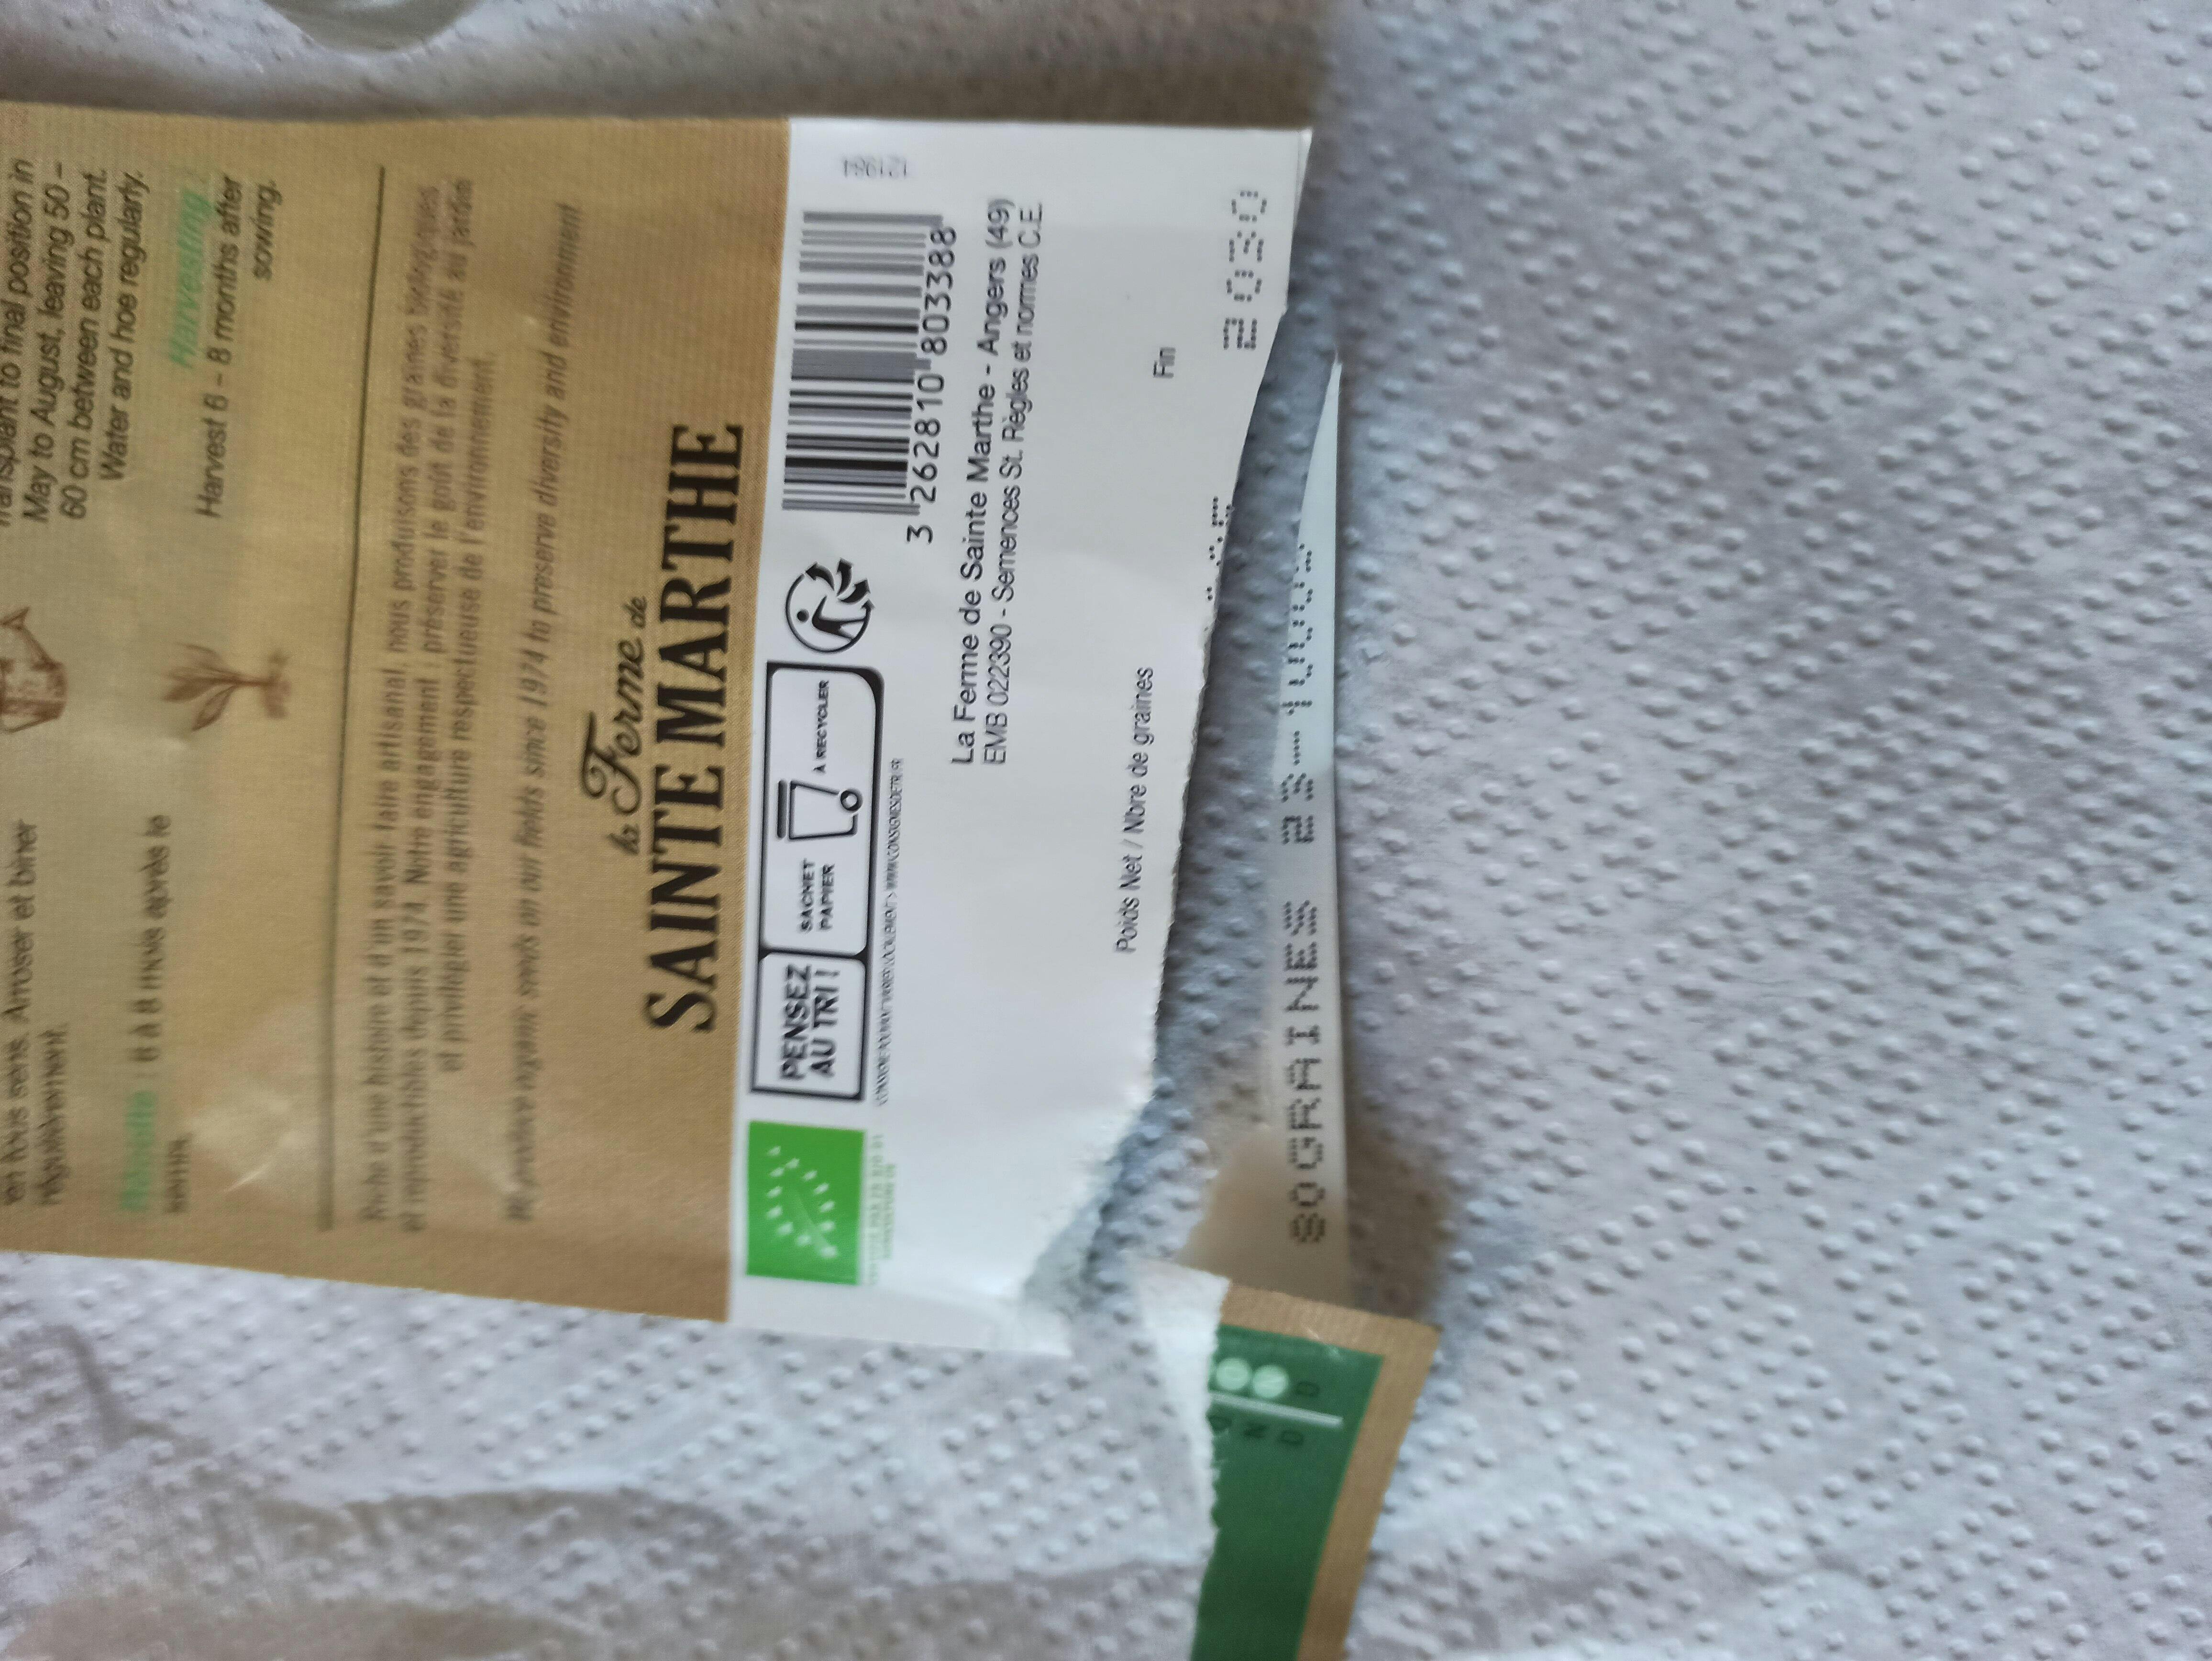 transplant to final position in
May to August, leaving 50 -
60 cm between each plant.
Water and hoe regularly.
Harvesting :
Harvest 6 - 8 months after
sowing.
en tous sens. Arroser et biner
régulièrement.
Récolte : 6 à 8 mois après le
semis.
Riche d'une histoire et d'un savoir-faire artisanal, nous produisons des graines biologiques
et reproductibles depuis 1974. Notre engagement : préserver le goût de la diversité au jardin
et privilégier une agriculture respectueuse de l'environnement.
We produce organic seeds on our fields since 1974 to preserve diversity and environment
la Ferme de
SAINTE MARTHE
PENSEZ
AU TRI !
SACHET
PAPIER
À RECYCLER
121984
3 262810 803388
La Ferme de Sainte Marthe - Angers (49)
EMB 022390 - Semences St. Règles et normes C.E.
Poids Net / Nbre de graines
Fin
2030
80GRAINES
N
D